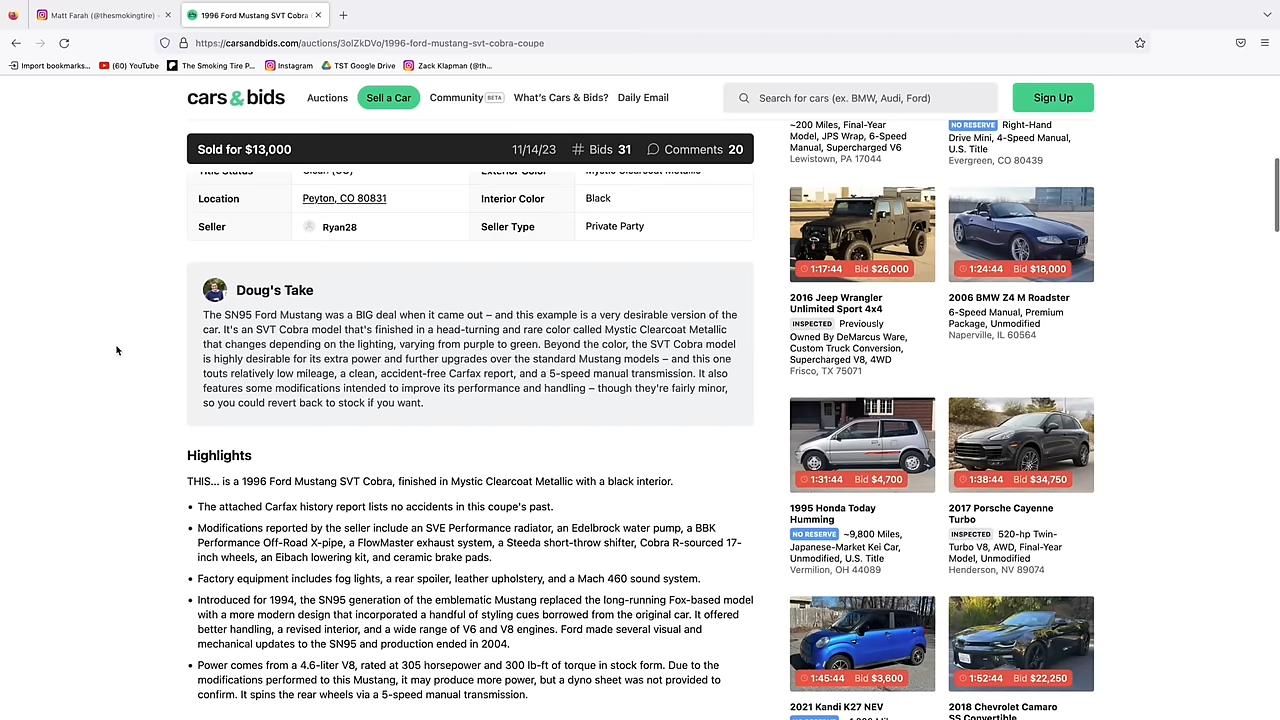 Matt Farah (@thesmokingtire) •
1996 Ford Mustang SVT Cobra
https://carsandbids.com/auctions/3olZkDVo/1996-ford-mustang-svt-cobra-coupe
Import bookmarks...
(60) YouTube
The Smoking Tire P...
Instagram
TST Google Drive
Zack Klapman (@th...
cars&bids
Auctions
Sell a Car
Community BETA
What's Cars & Bids?
Daily Email
Search for cars (ex. BMW, Audi, Ford)
Sign Up
Sold for $13,000
11/14/23
# Bids 31
Comments 20
Location
Peyton, CO 80831
Interior Color
Black
Seller
Ryan28
Seller Type
Private Party
Doug's Take
The SN95 Ford Mustang was a BIG deal when it came out – and this example is a very desirable version of the
car. It's an SVT Cobra model that's finished in a head-turning and rare color called Mystic Clearcoat Metallic
that changes depending on the lighting, varying from purple to green. Beyond the color, the SVT Cobra model
is highly desirable for its extra power and further upgrades over the standard Mustang models – and this one
touts relatively low mileage, a clean, accident-free Carfax report, and a 5-speed manual transmission. It also
features some modifications intended to improve its performance and handling – though they're fairly minor,
so you could revert back to stock if you want.
Highlights
THIS... is a 1996 Ford Mustang SVT Cobra, finished in Mystic Clearcoat Metallic with a black interior.
• The attached Carfax history report lists no accidents in this coupe's past.
• Modifications reported by the seller include an SVE Performance radiator, an Edelbrock water pump, a BBK
Performance Off-Road X-pipe, a FlowMaster exhaust system, a Steeda short-throw shifter, Cobra R-sourced 17-
inch wheels, an Eibach lowering kit, and ceramic brake pads.
• Factory equipment includes fog lights, a rear spoiler, leather upholstery, and a Mach 460 sound system.
• Introduced for 1994, the SN95 generation of the emblematic Mustang replaced the long-running Fox-based model
with a more modern design that incorporated a handful of styling cues borrowed from the original car. It offered
better handling, a revised interior, and a wide range of V6 and V8 engines. Ford made several visual and
mechanical updates to the SN95 and production ended in 2004.
• Power comes from a 4.6-liter V8, rated at 305 horsepower and 300 lb-ft of torque in stock form. Due to the
modifications performed to this Mustang, it may produce more power, but a dyno sheet was not provided to
confirm. It spins the rear wheels via a 5-speed manual transmission.
~200 Miles, Final-Year
Model, JPS Wrap, 6-Speed
Manual, Supercharged V6
Lewistown, PA 17044
NO RESERVE Right-Hand
Drive Mini, 4-Speed Manual,
U.S. Title
Evergreen, CO 80439
1:17:44 Bid $26,000
2016 Jeep Wrangler
Unlimited Sport 4x4
INSPECTED Previously
Owned By DeMarcus Ware,
Custom Truck Conversion,
Supercharged V8, 4WD
Frisco, TX 75071
1:24:44 Bid $18,000
2006 BMW Z4 M Roadster
6-Speed Manual, Premium
Package, Unmodified
Naperville, IL 60564
1:31:44 Bid $4,700
1995 Honda Today
Humming
NO RESERVE ~9,800 Miles,
Japanese-Market Kei Car,
Unmodified, U.S. Title
Vermilion, OH 44089
1:38:44 Bid $34,750
2017 Porsche Cayenne
Turbo
INSPECTED 520-hp Twin-
Turbo V8, AWD, Final-Year
Model, Unmodified
Henderson, NV 89074
1:45:44 Bid $3,600
2021 Kandi K27 NEV
1:52:44 Bid $22,250
2018 Chevrolet Camaro
SS Convertible